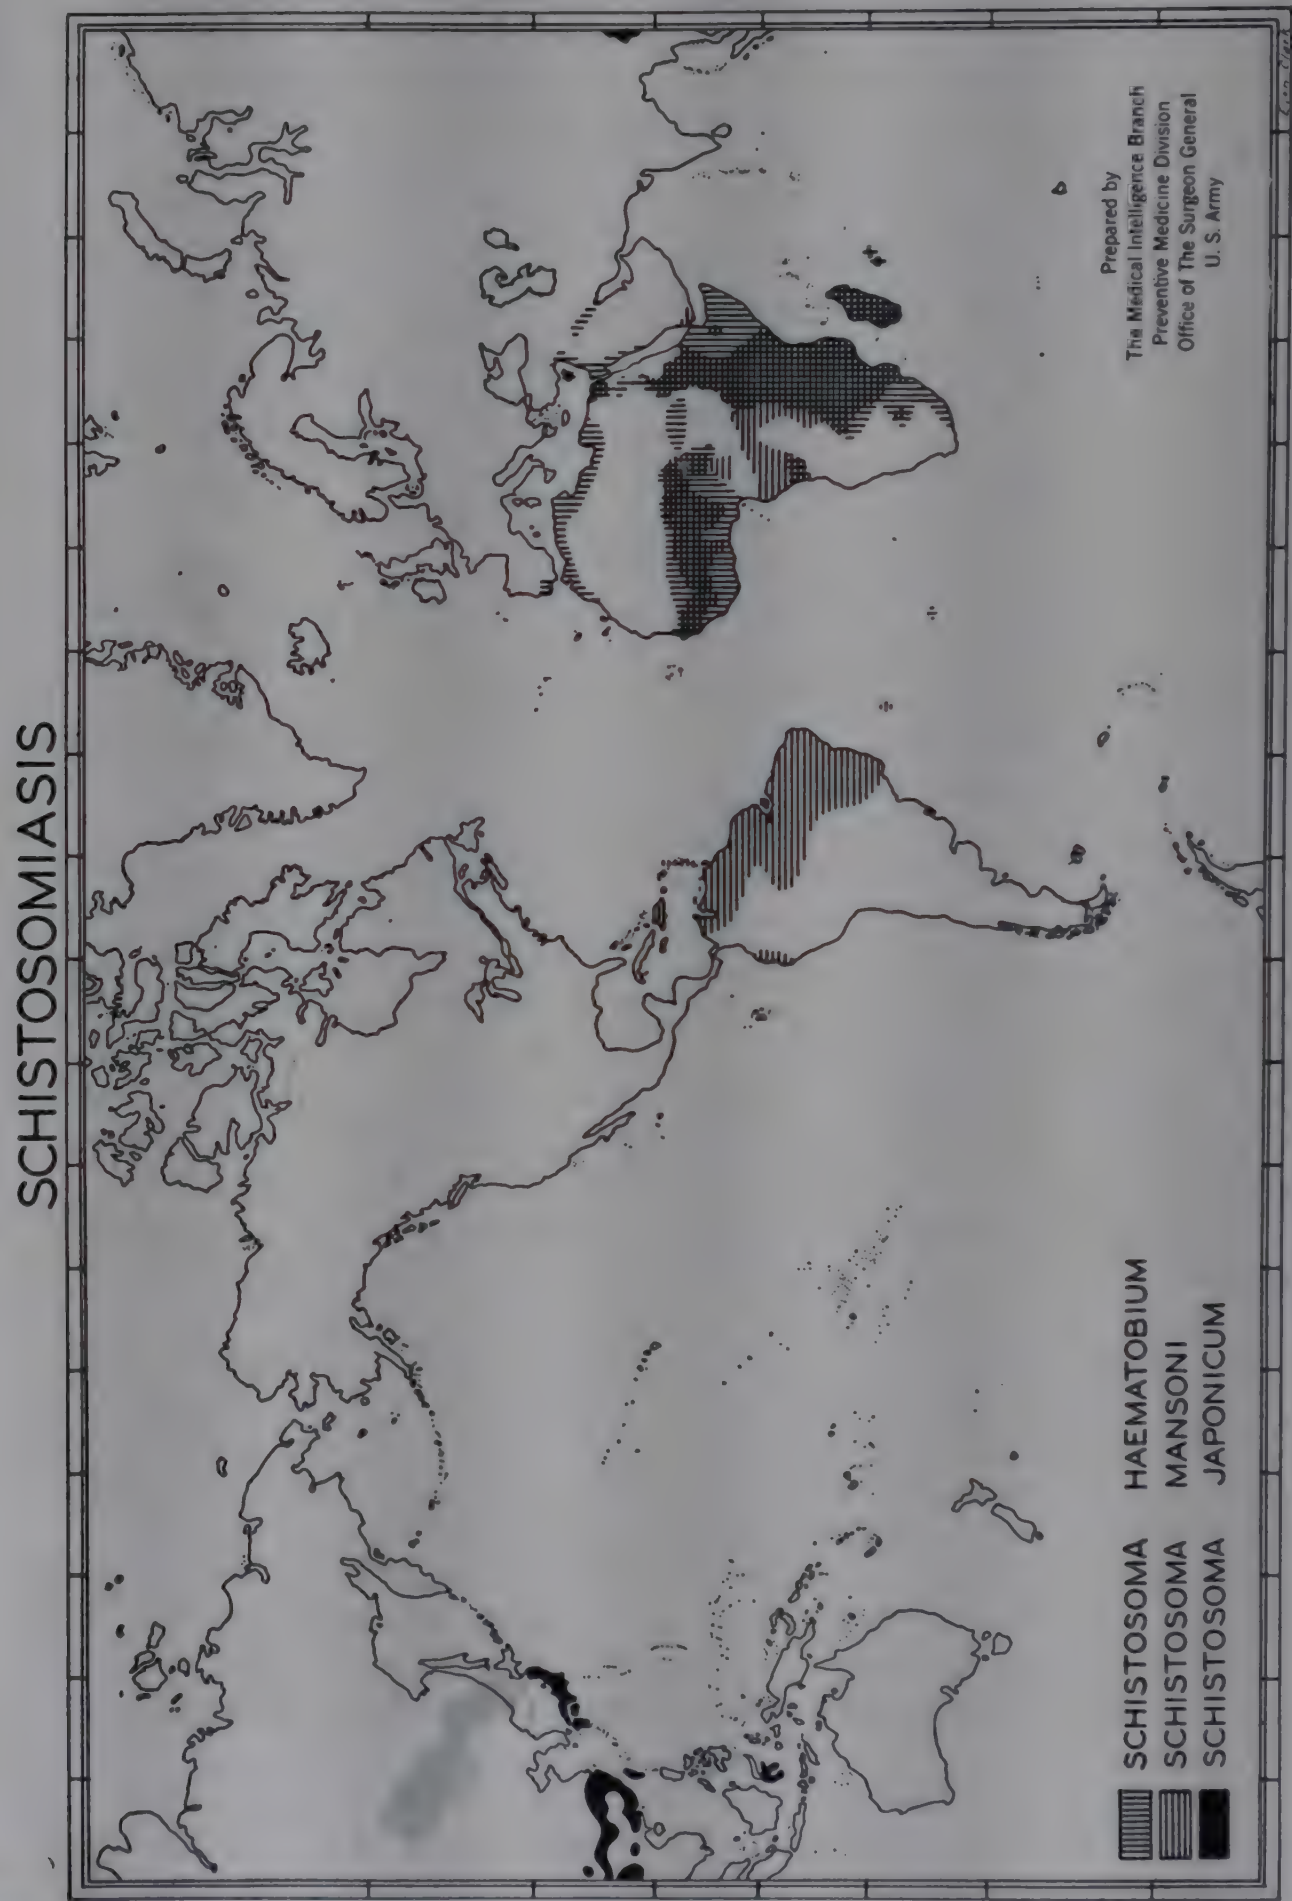 SCHISTOSOMIASIS
Prepared by
The Medical Intelligence Branch
Preventive Medicine Division
Office of The Surgeon General
U. S. Army
SCHISTOSOMA HAEMATOBIUM
SCHISTOSOMA MANSONI
SCHISTOSOMA JAPONICUM